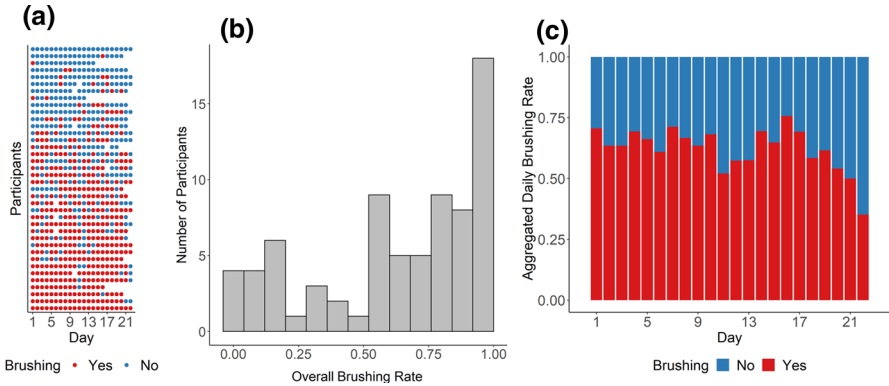 (a)
Participants
1 5 9 13 17 21
Day
Brushing Yes No
(b)
Number of Participants
15
10
5
0
0.00 0.25 0.50 0.75 1.00
Overall Brushing Rate
(c)
Aggregated Daily Brushing Rate
1.00
0.75
0.50
0.25
0.00
1 5 9 13 17 21
Day
Brushing No Yes